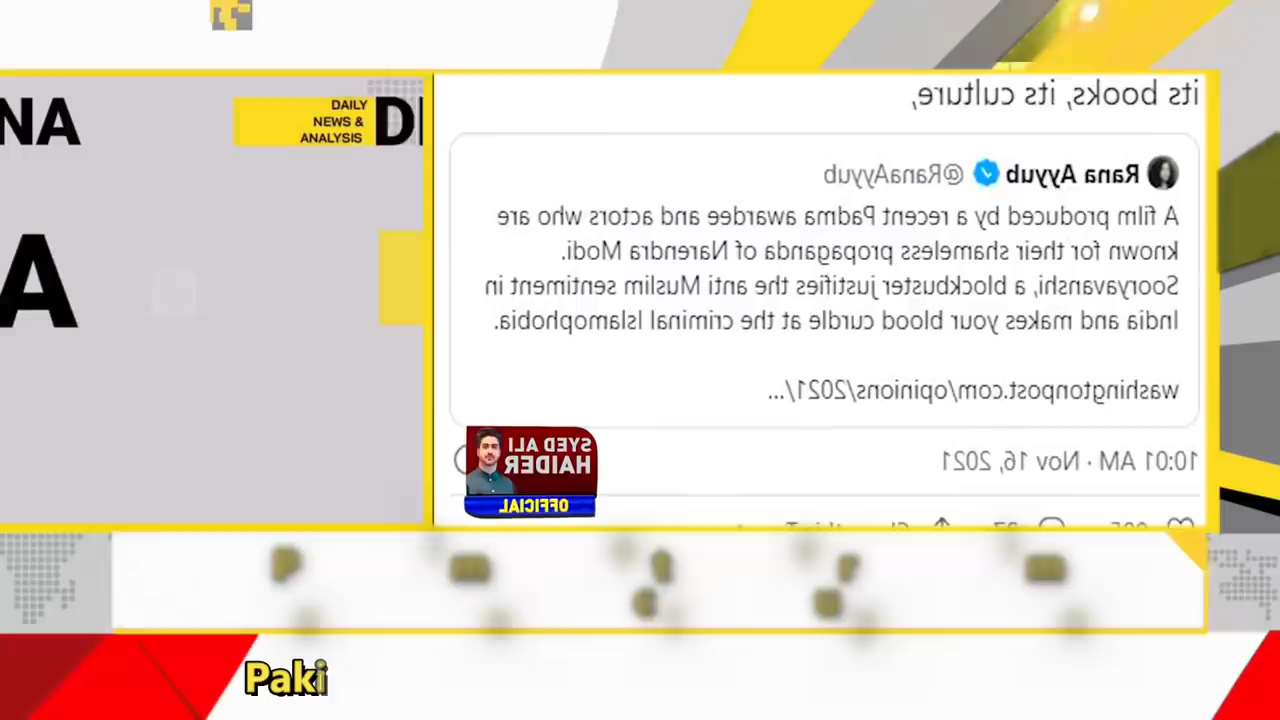 NA
DAILY
NEWS &
ANALYSIS
D
A
its books, its culture,
Rana Ayyub @RanaAyyub
A film produced by a recent Padma awardee and actors who are
known for their shameless propaganda of Narendra Modi.
Sooryavanshi, a blockbuster justifies the anti Muslim sentiment in
India and makes your blood curdle at the criminal Islamophobia.
washingtonpost.com/opinions/2021/...
SYED ALI
HAIDER
OFFICIAL
10:01 AM · Nov 16, 2021
Paki